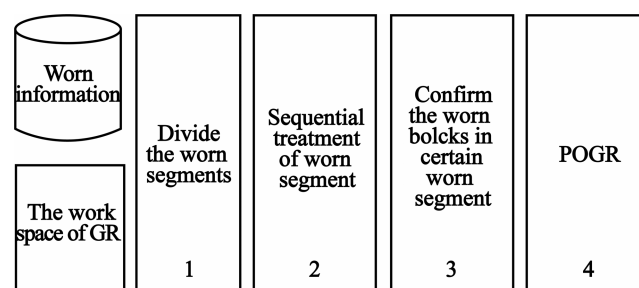 Worn
information
The work
space of GR
Divide
the worn
segments
1
Sequential
treatment
of worn
segment
2
Confirm
the worn
bolcks in
certain
worn
segment
3
POGR
4